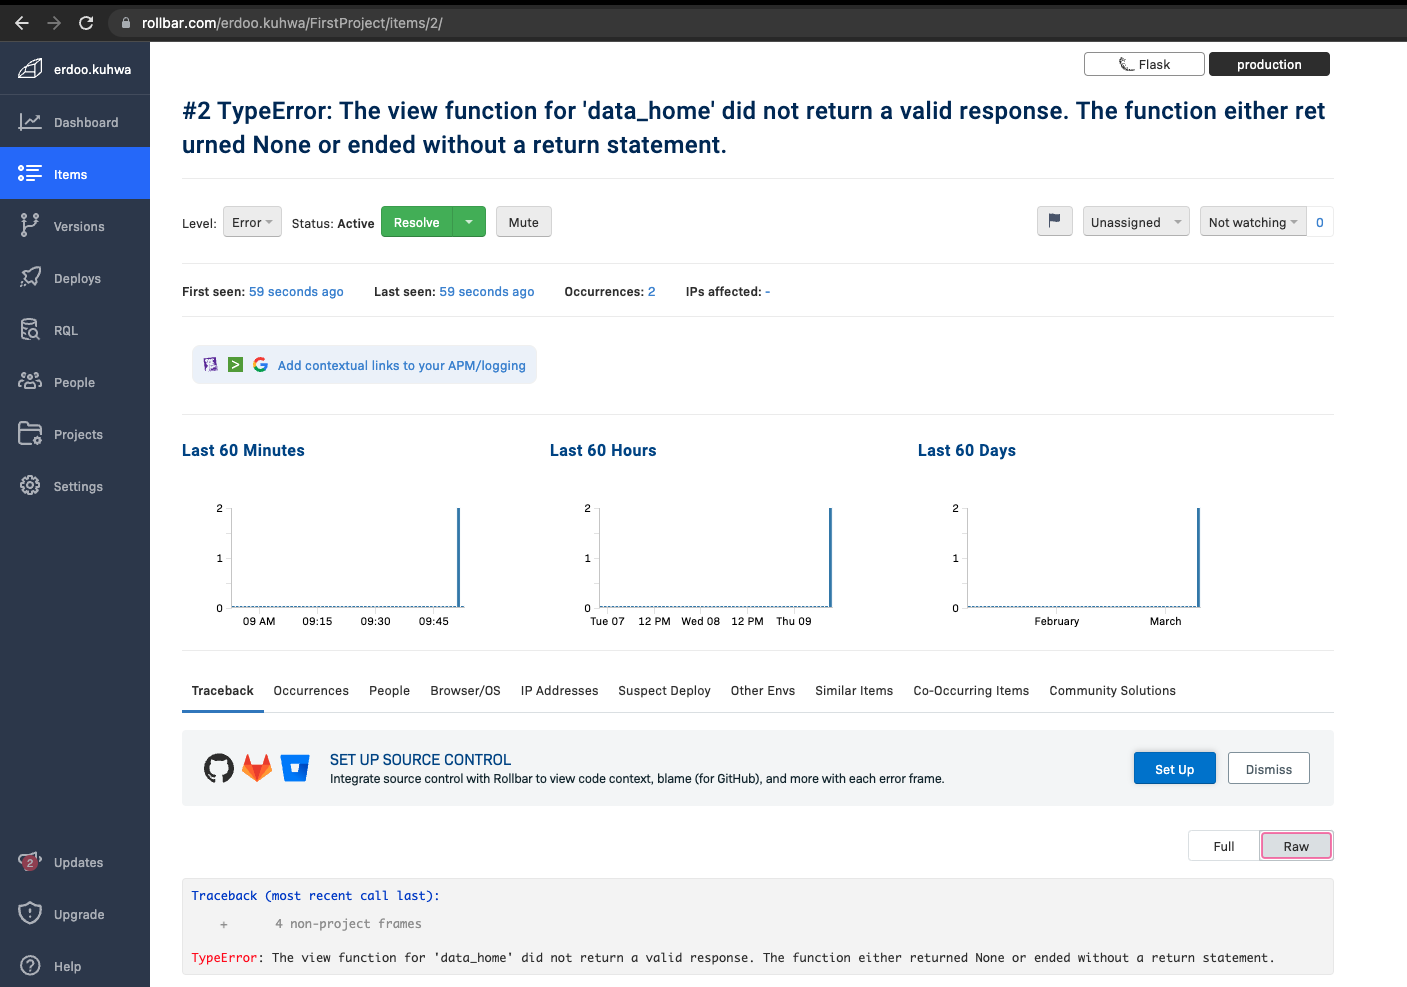 rollbar.com/erdoo.kuhwa/FirstProject/items/2/
erdoo.kuhwa
Dashboard
Items
Versions
Deploys
RQL
People
Projects
Settings
2
Updates
Upgrade
Help
Flask
production
#2 TypeError: The view function for 'data_home' did not return a valid response. The function either ret
urned None or ended without a return statement.
Level: Error Status: Active Resolve Mute Unassigned Not watching 0
First seen: 59 seconds ago Last seen: 59 seconds ago Occurrences: 2 IPs affected: -
Add contextual links to your APM/logging
Last 60 Minutes
2
1
0
09 AM 09:15 09:30 09:45
Last 60 Hours
2
1
0
Tue 07 12 PM Wed 08 12 PM Thu 09
Last 60 Days
2
1
0
February March
Traceback Occurrences People Browser/OS IP Addresses Suspect Deploy Other Envs Similar Items Co-Occurring Items Community Solutions
SET UP SOURCE CONTROL
Integrate source control with Rollbar to view code context, blame (for GitHub), and more with each error frame.
Set Up Dismiss
Full Raw
Traceback (most recent call last):
+ 4 non-project frames
TypeError: The view function for 'data_home' did not return a valid response. The function either returned None or ended without a return statement.